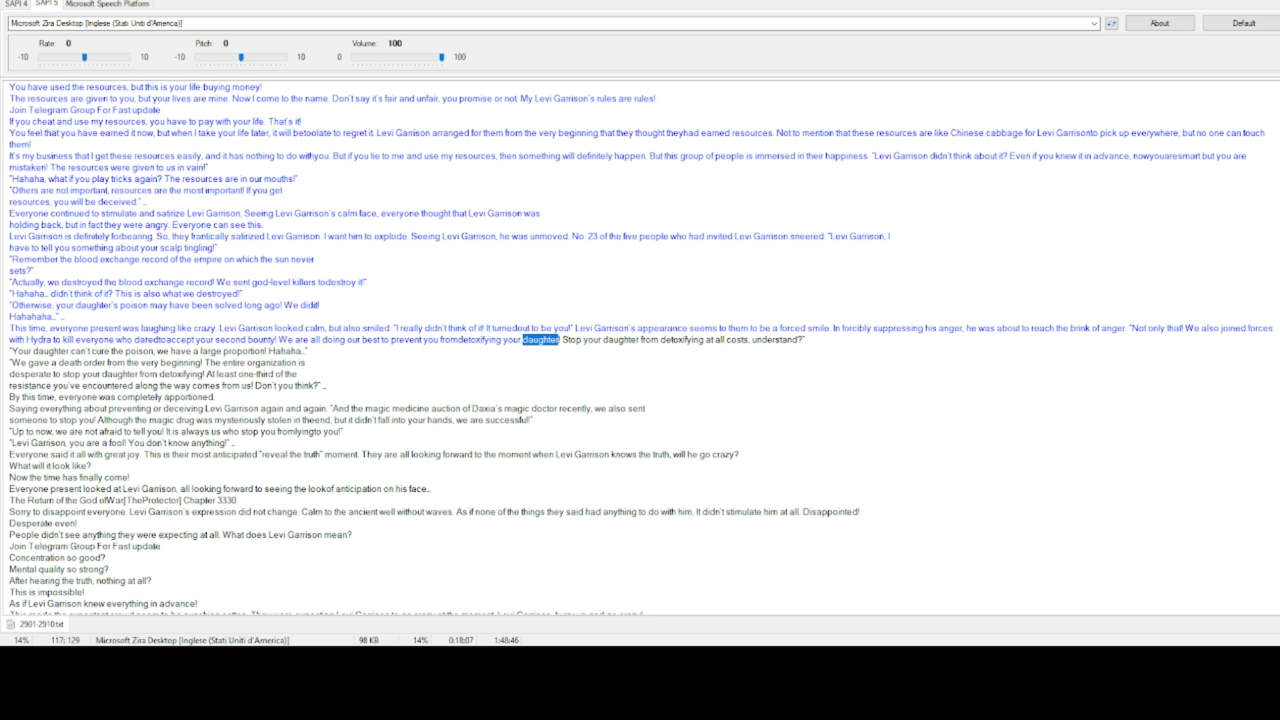 SAPI 4 SAPI 5 Microsoft Speech Platform
Microsoft Zira Desktop [Inglese (Stati Uniti d'America)] About Default
Rate: 0 Pitch: 0 Volume: 100
-10 10 -10 10 0 100
You have used the resources, but this is your life-buying money!
The resources are given to you, but your lives are mine. Now I come to the name. Don't say it's fair and unfair, you promise or not. My Levi Garrison's rules are rules!
Join Telegram Group For Fast update
If you cheat and use my resources, you have to pay with your life. That's it!
You feel that you have earned it now, but when I take your life later, it will betoolate to regret it. Levi Garrison arranged for them from the very beginning that they thought theyhad earned resources. Not to mention that these resources are like Chinese cabbage for Levi Garrisonto pick up everywhere, but no one can touch
them!
It's my business that I get these resources easily, and it has nothing to do withyou. But if you lie to me and use my resources, then something will definitely happen. But this group of people is immersed in their happiness. "Levi Garrison didn't think about it? Even if you knew it in advance, nowyouaresmart but you are
mistaken! The resources were given to us in vain!"
"Hahaha, what if you play tricks again? The resources are in our mouths!"
"Others are not important, resources are the most important! If you get
resources, you will be deceived." ..
Everyone continued to stimulate and satirize Levi Garrison. Seeing Levi Garrison's calm face, everyone thought that Levi Garrison was
holding back, but in fact they were angry. Everyone can see this.
Levi Garrison is definitely forbearing. So, they frantically satirized Levi Garrison. I want him to explode. Seeing Levi Garrison, he was unmoved. No. 23 of the live people who had invited Levi Garrison sneered: "Levi Garrison, I
have to tell you something about your scalp tingling!"
"Remember the blood exchange record of the empire on which the sun never
sets?"
"Actually, we destroyed the blood exchange record! We sent god-level killers todestroy it!"
"Hahaha.. didn't think of it? This is also what we destroyed!"
"Otherwise, your daughter's poison may have been solved long ago! We didit!
Hahahaha.." ..
This time, everyone present was laughing like crazy. Levi Garrison looked calm, but also smiled: "I really didn't think of it! It turnedout to be you!" Levi Garrison's appearance seems to them to be a forced smile. In forcibly suppressing his anger, he was about to reach the brink of anger. "Not only that! We also joined forces
with Hydra to kill everyone who daredtoaccept your second bounty! We are all doing our best to prevent you fromdetoxifying your daughter. Stop your daughter from detoxifying at all costs, understand?"
"Your daughter can't cure the poison, we have a large proportion! Hahaha.."
"We gave a death order from the very beginning! The entire organization is
desperate to stop your daughter from detoxifying! At least one-third of the
resistance you've encountered along the way comes from us! Don't you think?" ..
By this time, everyone was completely apportioned.
Saying everything about preventing or deceiving Levi Garrison again and again. "And the magic medicine auction of Daxia's magic doctor recently, we also sent
someone to stop you! Although the magic drug was mysteriously stolen in theend, but it didn't fall into your hands, we are successful!"
"Up to now, we are not afraid to tell you! It is always us who stop you fromlyingto you!"
"Levi Garrison, you are a fool! You don't know anything!" ..
Everyone said it all with great joy. This is their most anticipated "reveal the truth" moment. They are all looking forward to the moment when Levi Garrison knows the truth, will he go crazy?
What will it look like?
Now the time has finally come!
Everyone present looked at Levi Garrison, all looking forward to seeing the lookof anticipation on his face..
The Return of the God ofWar[TheProtector] Chapter 3330
Sorry to disappoint everyone. Levi Garrison's expression did not change. Calm to the ancient well without waves. As if none of the things they said had anything to do with him. It didn't stimulate him at all. Disappointed!
Desperate even!
People didn't see anything they were expecting at all. What does Levi Garrison mean?
Join Telegram Group For Fast update
Concentration so good?
Mental quality so strong?
After hearing the truth, nothing at all?
This is impossible!
As if Levi Garrison knew everything in advance!
2901-2910.txt
14% 117: 129 Microsoft Zira Desktop [Inglese (Stati Uniti d'America)] 98 KB 14% 0:18:07 1:48:46